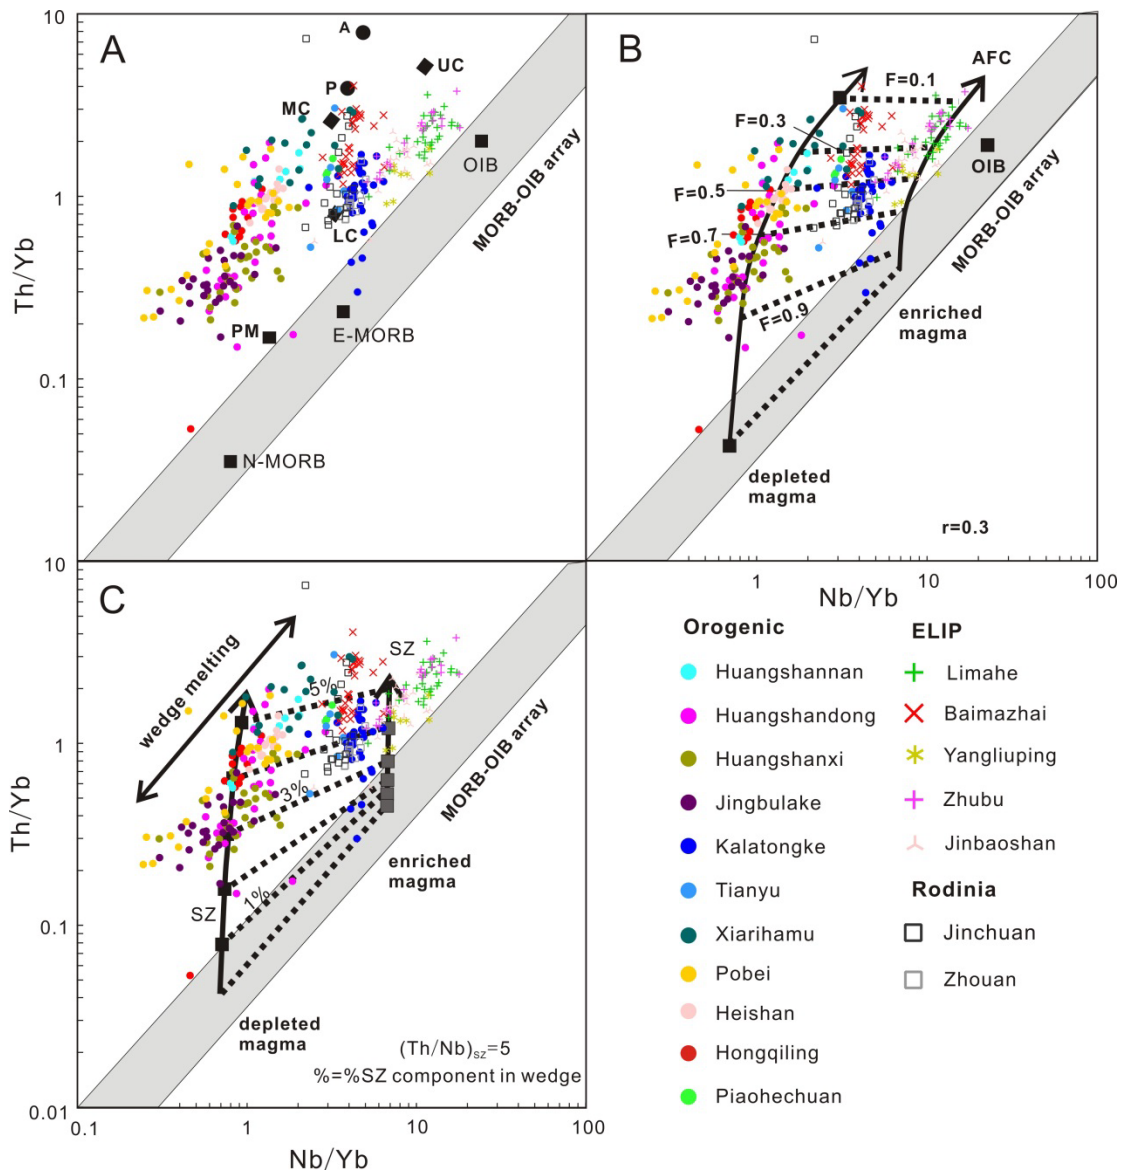 A
10
1
0.1
Th/Yb
A
P
UC
MC
OIB
LC
MORB-OIB array
PM
E-MORB
N-MORB
B
AFC
F=0.1
F=0.3
F=0.5
F=0.7
F=0.9
OIB
MORB-OIB array
enriched
magma
depleted
magma
r=0.3
1
10
100
Nb/Yb
C
10
1
0.1
0.01
Th/Yb
wedge melting
SZ
5%
3%
1%
SZ
MORB-OIB array
enriched
magma
depleted
magma
(Th/Nb)sz=5
%=%SZ component in wedge
0.1
1
10
100
Nb/Yb
Orogenic
Huangshannan
Huangshandong
Huangshanxi
Jingbulake
Kalatongke
Tianyu
Xiarihamu
Pobei
Heishan
Hongqiling
Piaohechuan
ELIP
Limahe
Baimazhai
Yangliuping
Zhubu
Jinbaoshan
Rodinia
Jinchuan
Zhouan